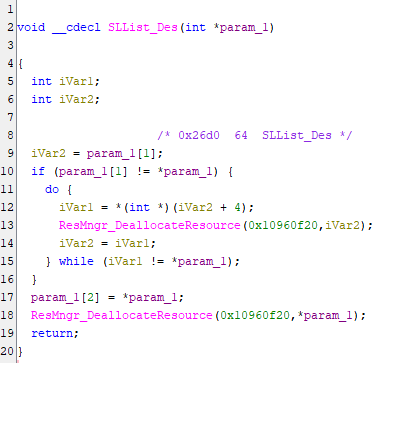 1
2 void __cdecl SLList_Des(int *param_1)
3
4 {
5   int iVar1;
6   int iVar2;
7
8                     /* 0x26d0  64  SLList_Des */
9   iVar2 = param_1[1];
10   if (param_1[1] != *param_1) {
11     do {
12       iVar1 = *(int *)(iVar2 + 4);
13       ResMngr_DeallocateResource(0x10960f20,iVar2);
14       iVar2 = iVar1;
15     } while (iVar1 != *param_1);
16   }
17   param_1[2] = *param_1;
18   ResMngr_DeallocateResource(0x10960f20,*param_1);
19   return;
20 }